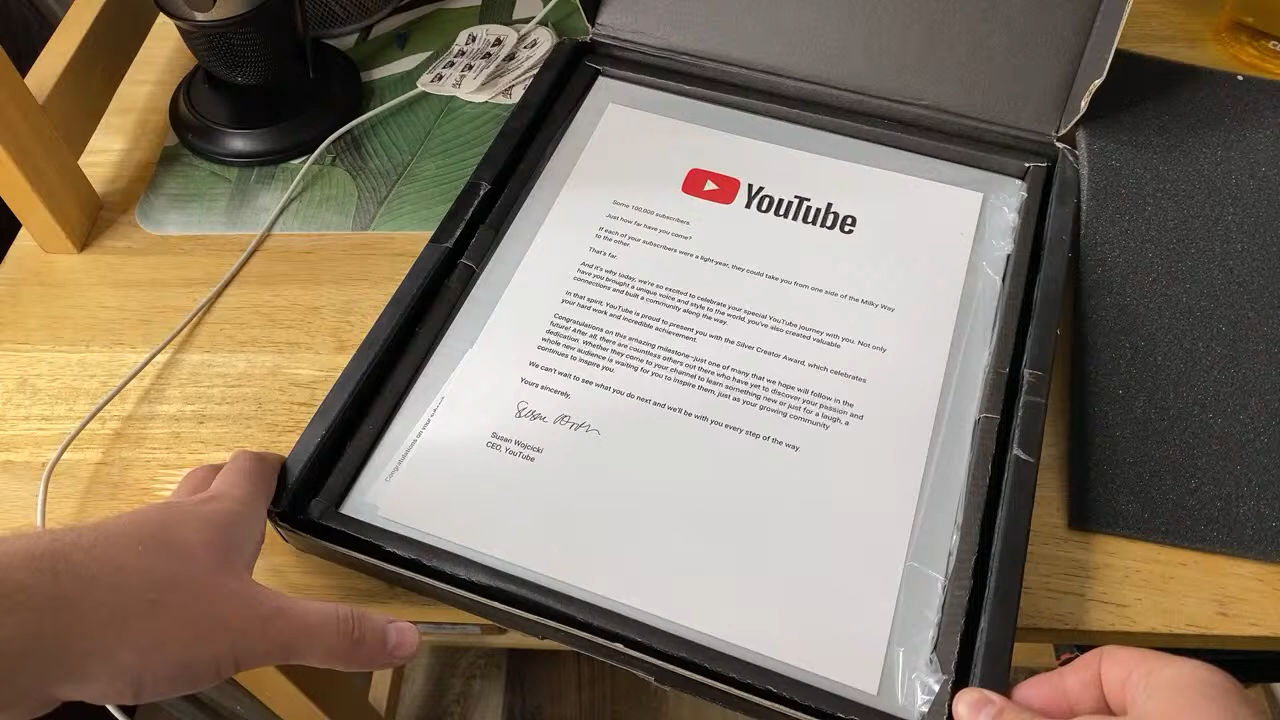 YouTube
Some 100,000 subscribers.
Just how far have you come?
If each of your subscribers were a light-year, they could take you from one side of the Milky Way
to the other.
That's far.
And it's why today, we're so excited to celebrate your special YouTube journey with you. Not only
have you brought a unique voice and style to the world, you've also created valuable
connections and built a community along the way.
In that spirit, YouTube is proud to present you with the Silver Creator Award, which celebrates
your hard work and incredible achievement.
Congratulations on this amazing milestone—just one of many that we hope will follow in the
future! After all, there are countless others out there who have yet to discover your passion and
dedication. Whether they come to your channel to learn something new or just for a laugh, a
whole new audience is waiting for you to inspire them, just as your growing community
continues to inspire you.
We can't wait to see what you do next and we'll be with you every step of the way.
Yours sincerely,
Susan Wojcicki
CEO, YouTube
Congratulations on your